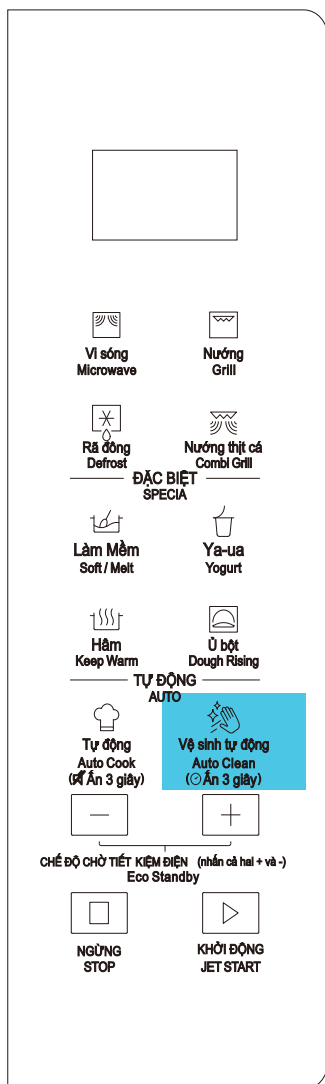 Vi sóng
Microwave
Nướng
Grill
Rã đông
Defrost
Nướng thịt cá
Combi Grill
ĐẶC BIỆT
SPECIA
Làm Mềm
Soft / Melt
Ya-ua
Yogurt
Hâm
Keep Warm
Ủ bột
Dough Rising
TỰ ĐỘNG
AUTO
Tự động
Auto Cook
(Ấn 3 giây)
Vệ sinh tự động
Auto Clean
(Ấn 3 giây)
CHẾ ĐỘ CHỜ TIẾT KIỆM ĐIỆN (nhấn cả hai + và -)
Eco Standby
NGỪNG
STOP
KHỞI ĐỘNG
JET START